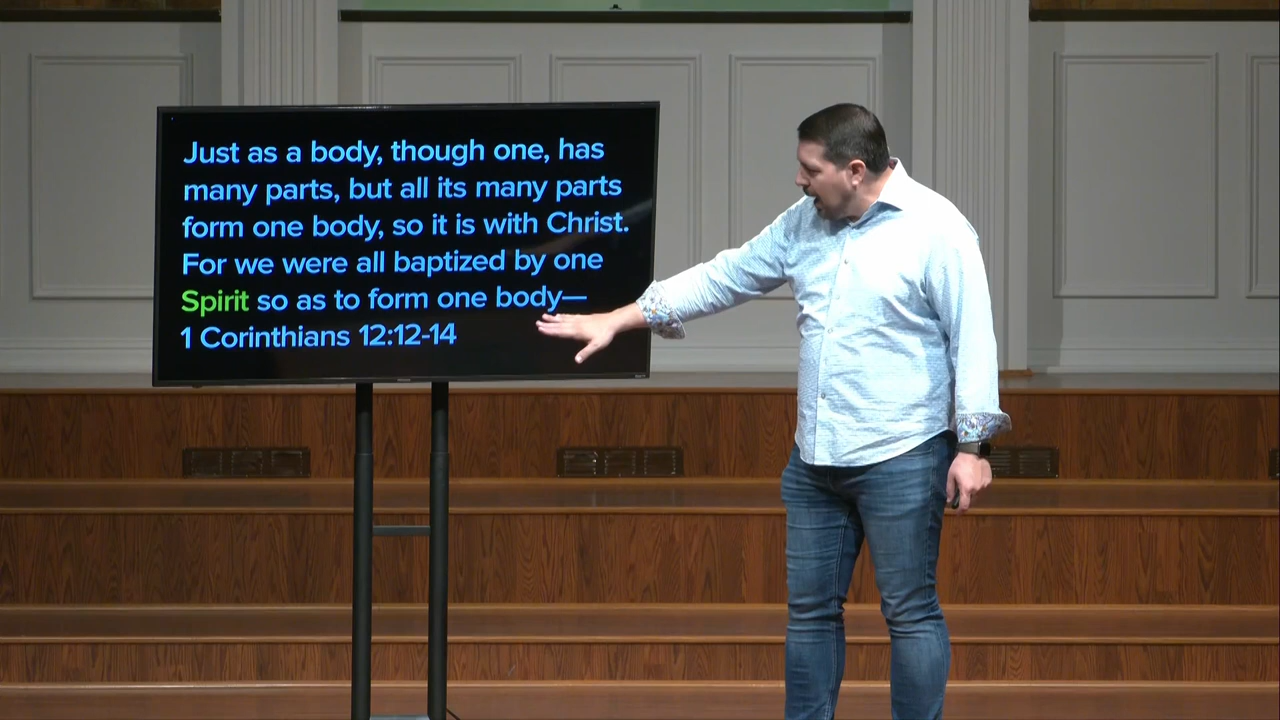 Just as a body, though one, has
many parts, but all its many parts
form one body, so it is with Christ.
For we were all baptized by one
Spirit so as to form one body—
1 Corinthians 12:12-14